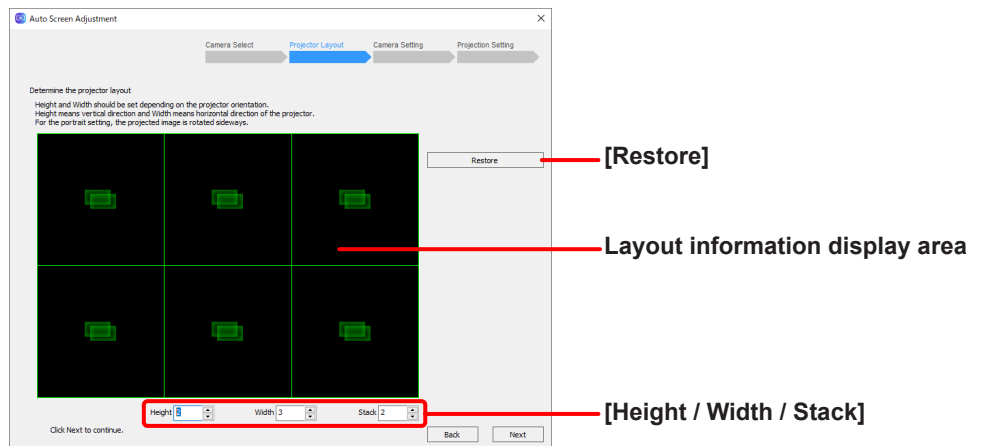 Auto Screen Adjustment
Camera Select
Projector Layout
Camera Setting
Projection Setting
Determine the projector layout
Height and Width should be set depending on the projector orientation.
Height means vertical direction and Width means horizontal direction of the projector.
For the portrait setting, the projected image is rotated sideways.
Restore
[Restore]
Layout information display area
Height 2
Width 3
Stack 2
[Height / Width / Stack]
Click Next to continue.
Back
Next